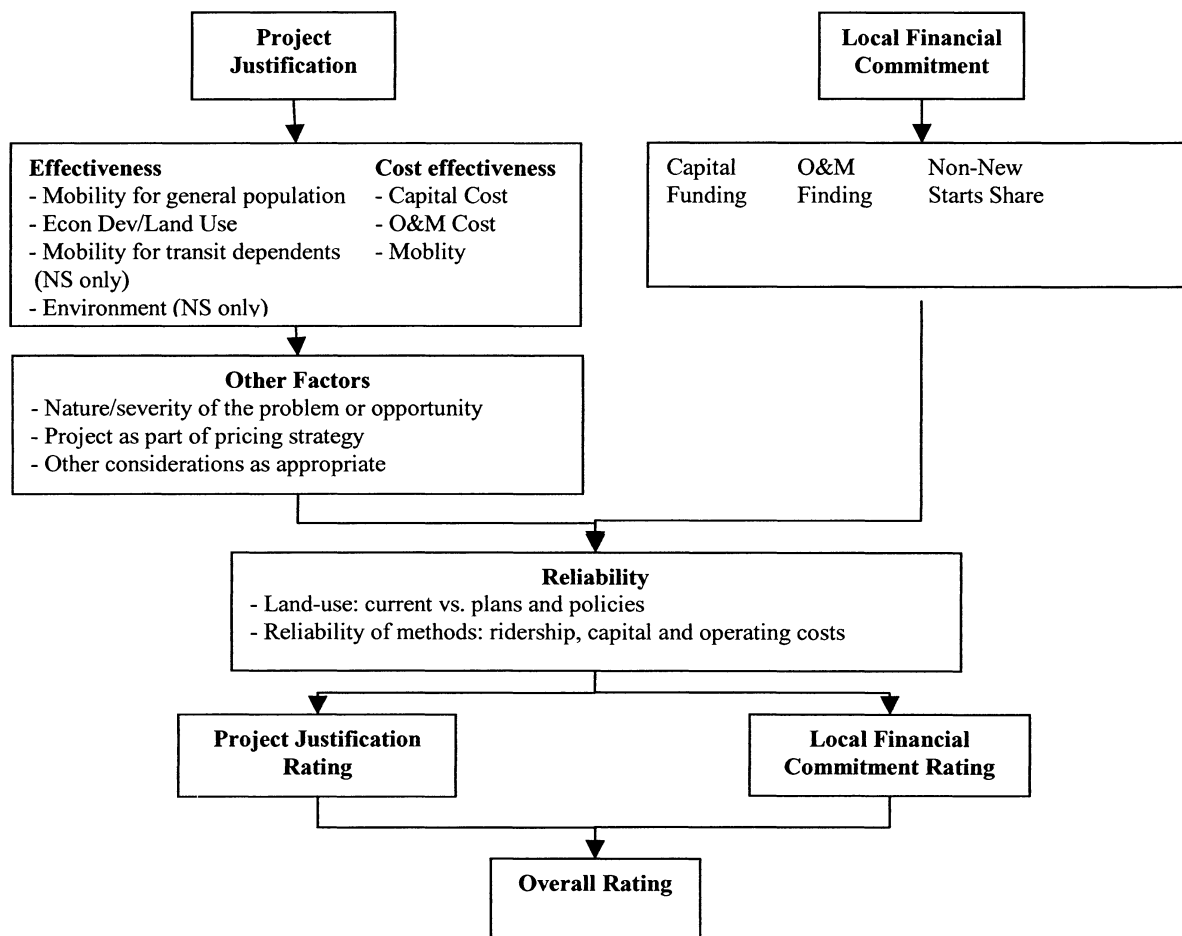 Project
Justification
Local Financial
Commitment
Effectiveness
- Mobility for general population
- Econ Dev/Land Use
- Mobility for transit dependents
(NS only)
- Environment (NS only)
Cost effectiveness
- Capital Cost
- O&M Cost
- Moblity
Capital
Funding
O&M
Finding
Non-New
Starts Share
Other Factors
- Nature/severity of the problem or opportunity
- Project as part of pricing strategy
- Other considerations as appropriate
Reliability
- Land-use: current vs. plans and policies
- Reliability of methods: ridership, capital and operating costs
Project Justification
Rating
Local Financial
Commitment Rating
Overall Rating